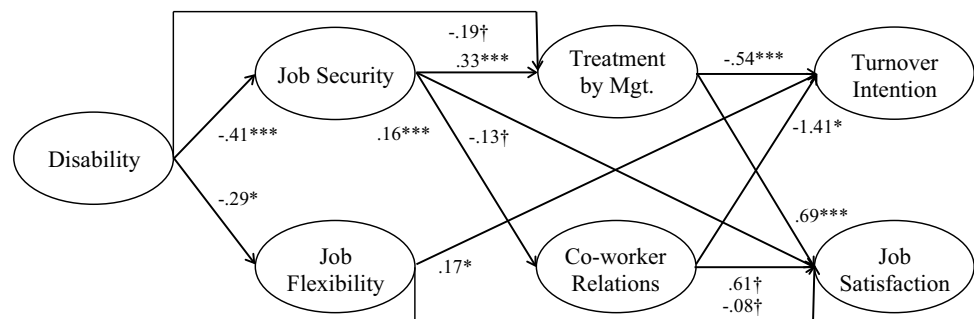 -.19†
.33***
Job Security
Treatment
by Mgt.
-.54***
Turnover
Intention
Disability
-.41***
.16***
-.13†
-1.41*
-.29*
Job
Flexibility
.17*
Co-worker
Relations
.69***
.61†
-.08†
Job
Satisfaction